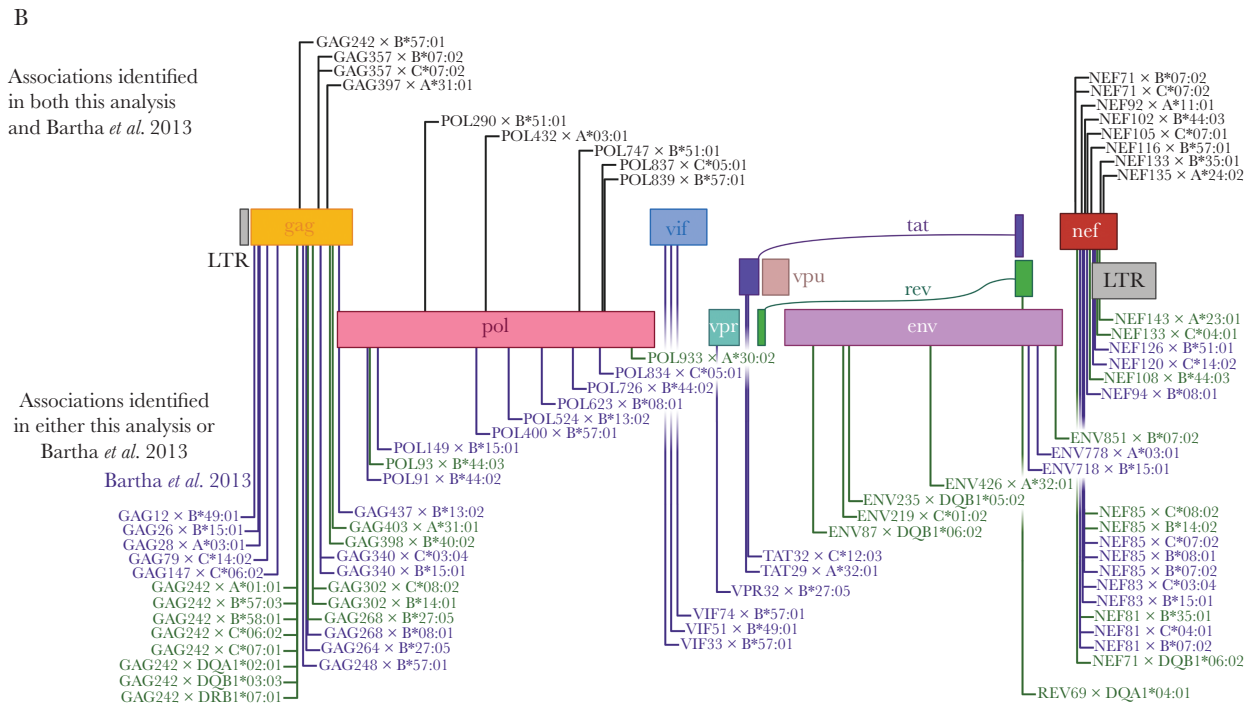 B
Associations identified
in both this analysis
and Bartha et al. 2013
GAG242 × B*57:01
GAG357 × B*07:02
GAG357 × C*07:02
GAG397 × A*31:01
POL290 × B*51:01
POL432 × A*03:01
POL747 × B*51:01
POL837 × C*05:01
POL839 × B*57:01
NEF71 × B*07:02
NEF71 × C*07:02
NEF92 × A*11:01
NEF102 × B*44:03
NEF105 × C*07:01
NEF116 × B*57:01
NEF133 × B*35:01
NEF135 × A*24:02
LTR
gag
pol
vif
vpr
tat
vpu
rev
env
nef
LTR
Associations identified
in either this analysis or
Bartha et al. 2013
Bartha et al. 2013
GAG12 × B*49:01
GAG26 × B*15:01
GAG28 × A*03:01
GAG79 × C*14:02
GAG147 × C*06:02
GAG242 × A*01:01
GAG242 × B*57:03
GAG242 × B*58:01
GAG242 × C*06:02
GAG242 × C*07:01
GAG242 × DQA1*02:01
GAG242 × DQB1*03:03
GAG242 × DRB1*07:01
GAG437 × B*13:02
GAG403 × A*31:01
GAG398 × B*40:02
GAG340 × C*03:04
GAG340 × B*15:01
GAG302 × C*08:02
GAG302 × B*14:01
GAG268 × B*27:05
GAG268 × B*08:01
GAG264 × B*27:05
GAG248 × B*57:01
POL933 × A*30:02
POL834 × C*05:01
POL726 × B*44:02
POL623 × B*08:01
POL524 × B*13:02
POL400 × B*57:01
POL149 × B*15:01
POL93 × B*44:03
POL91 × B*44:02
TAT32 × C*12:03
TAT29 × A*32:01
VPR32 × B*27:05
VIF74 × B*57:01
VIF51 × B*49:01
VIF33 × B*57:01
ENV851 × B*07:02
ENV778 × A*03:01
ENV718 × B*15:01
ENV426 × A*32:01
ENV235 × DQB1*05:02
ENV219 × C*01:02
ENV87 × DQB1*06:02
NEF143 × A*23:01
NEF133 × C*04:01
NEF126 × B*51:01
NEF120 × C*14:02
NEF108 × B*44:03
NEF94 × B*08:01
NEF85 × C*08:02
NEF85 × B*14:02
NEF85 × C*07:02
NEF85 × B*08:01
NEF85 × B*07:02
NEF83 × C*03:04
NEF83 × B*15:01
NEF81 × B*35:01
NEF81 × C*04:01
NEF81 × B*07:02
NEF71 × DQB1*06:02
REV69 × DQA1*04:01